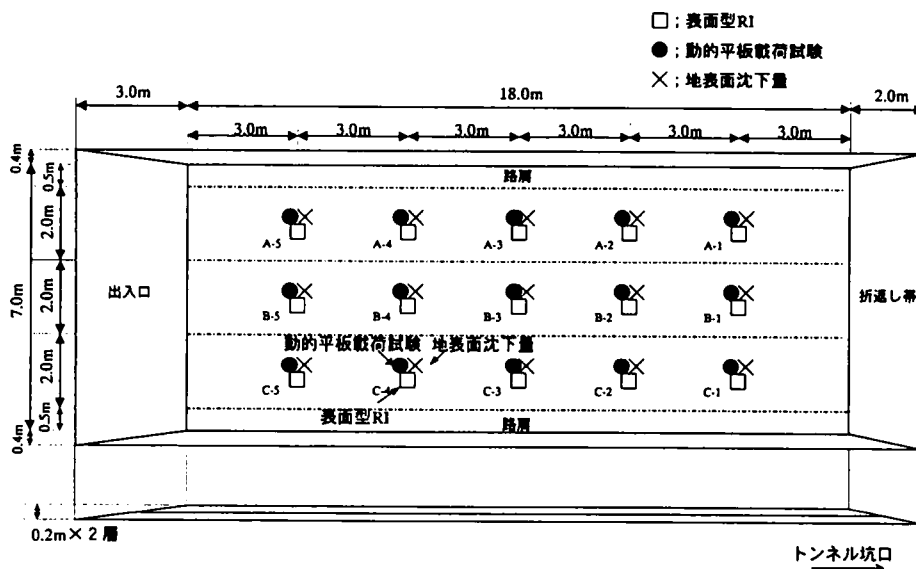 □；表面型RI
●；動的平板載荷試験
×；地表面沈下量
3.0m
18.0m
2.0m
3.0m 3.0m 3.0m 3.0m 3.0m 3.0m
0.4m
0.5m
2.0m
7.0m
2.0m
2.0m
0.5m
0.4m
路肩
A-5 A-4 A-3 A-2 A-1
出入口
折返し帯
B-5 B-4 B-3 B-2 B-1
動的平板載荷試験 地表面沈下量
C-5 C-4 C-3 C-2 C-1
表面型RI
路肩
0.2m×2層
トンネル坑口